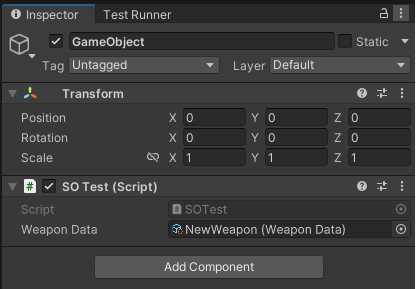 Inspector Test Runner
GameObject Static
Tag Untagged Layer Default
Transform
Position X 0 Y 0 Z 0
Rotation X 0 Y 0 Z 0
Scale X 1 Y 1 Z 1
# SO Test (Script)
Script # SOTest
Weapon Data NewWeapon (Weapon Data)
Add Component